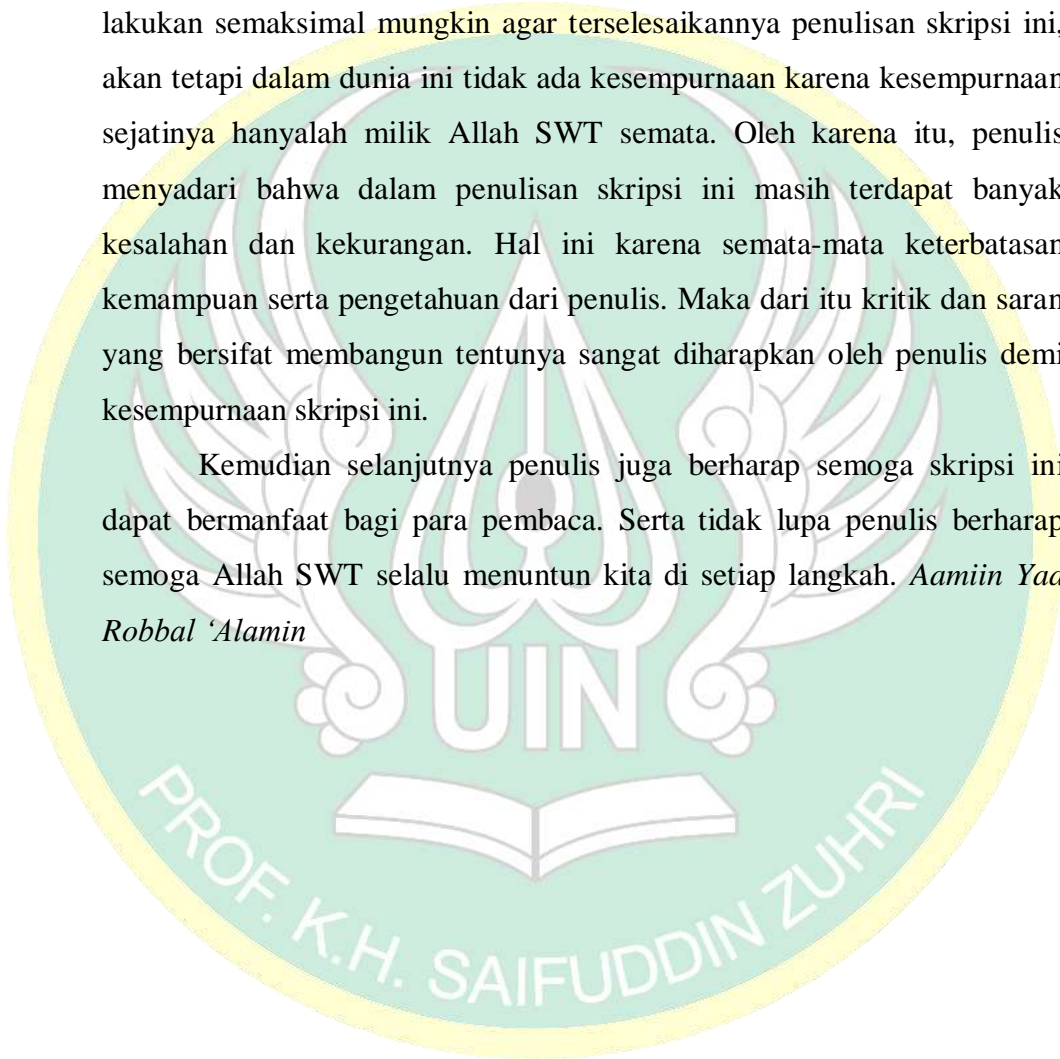 lakukan semaksimal mungkin agar terselesaikannya penulisan skripsi ini,
akan tetapi dalam dunia ini tidak ada kesempurnaan karena kesempurnaan
sejatinya hanyalah milik Allah SWT semata. Oleh karena itu, penulis
menyadari bahwa dalam penulisan skripsi ini masih terdapat banyak
kesalahan dan kekurangan. Hal ini karena semata-mata keterbatasan
kemampuan serta pengetahuan dari penulis. Maka dari itu kritik dan saran
yang bersifat membangun tentunya sangat diharapkan oleh penulis demi
kesempurnaan skripsi ini.
Kemudian selanjutnya penulis juga berharap semoga skripsi ini
dapat bermanfaat bagi para pembaca. Serta tidak lupa penulis berharap
semoga Allah SWT selalu menuntun kita di setiap langkah. Aamiin Yaa
Robbal ‘Alamin
UIN
PROF. K.H. SAIFUDDIN ZUHRI